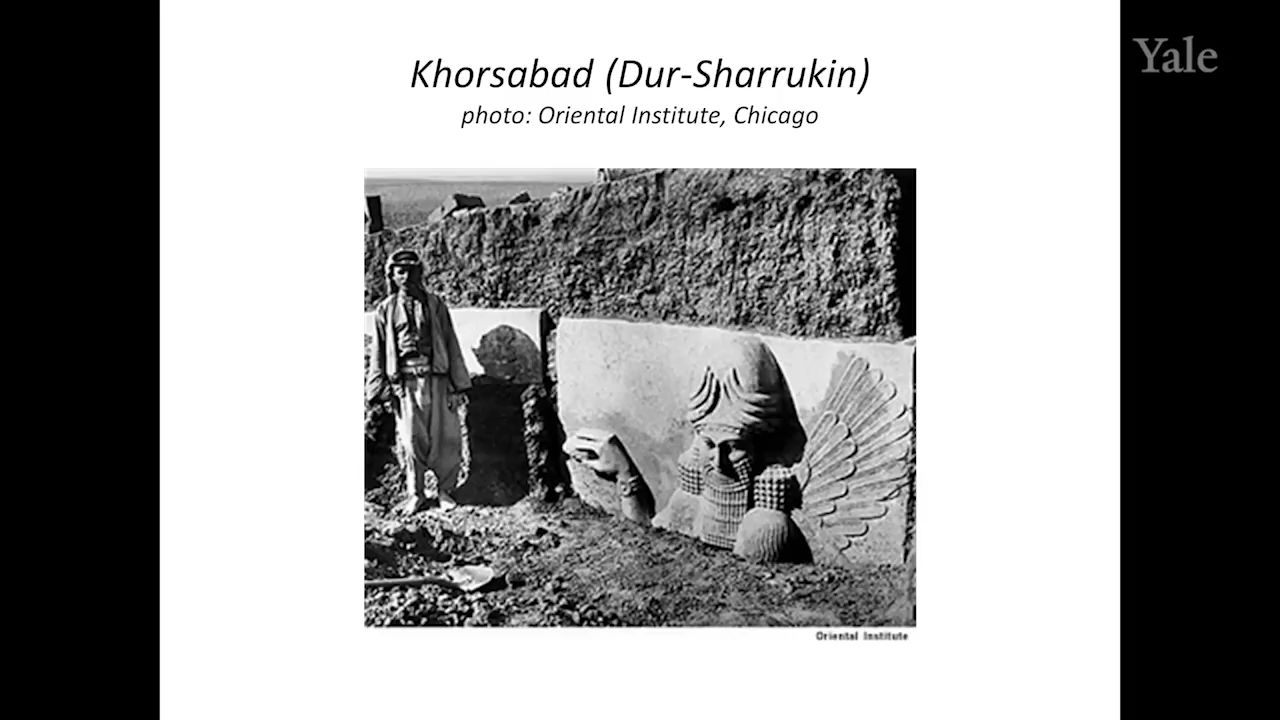 Khorsabad (Dur-Sharrukin)
photo: Oriental Institute, Chicago
Yale
Oriental Institute